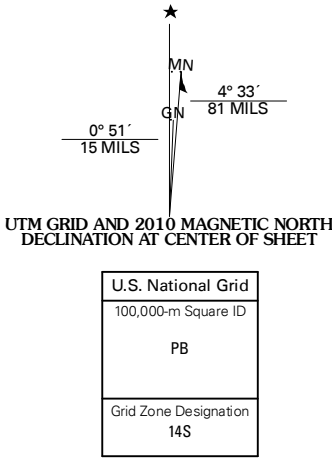 MN
4° 33´
81 MILS
GN
0° 51´
15 MILS
UTM GRID AND 2010 MAGNETIC NORTH
DECLINATION AT CENTER OF SHEET
U.S. National Grid
100,000-m Square ID
PB
Grid Zone Designation
14S